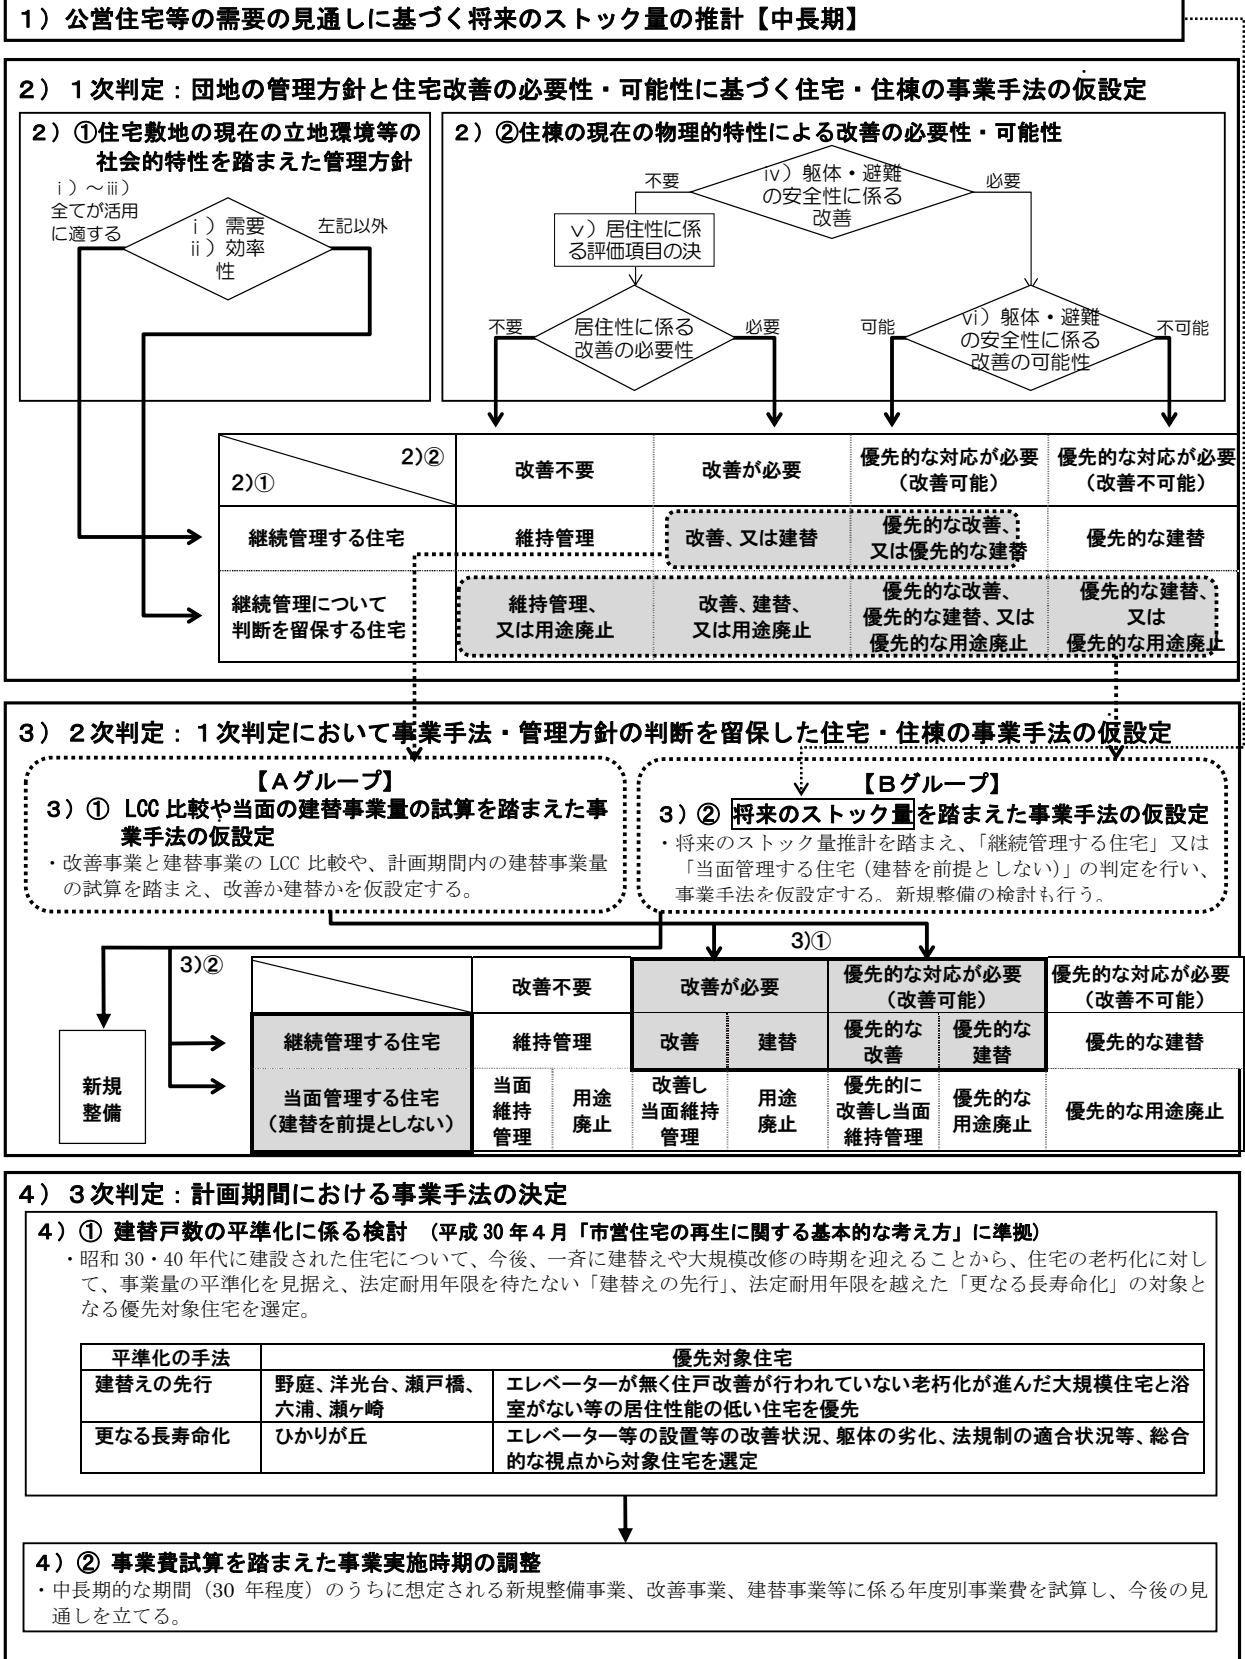 １）公営住宅等の需要の見通しに基づく将来のストック量の推計【中長期】
２）１次判定：団地の管理方針と住宅改善の必要性・可能性に基づく住宅・住棟の事業手法の仮設定
２）①住宅敷地の現在の立地環境等の
社会的特性を踏まえた管理方針
ⅰ）～ⅲ）
全てが活用
に適する
ⅰ）需要
ⅱ）効率
性
左記以外
２）②住棟の現在の物理的特性による改善の必要性・可能性
不要
ⅳ）躯体・避難
の安全性に係る
改善
必要
ⅴ）居住性に係
る評価項目の決
不要
居住性に係る
改善の必要性
必要
可能
ⅵ）躯体・避難
の安全性に係る
改善の可能性
不可能
2)②
2)①
改善不要
改善が必要
優先的な対応が必要
（改善可能）
優先的な対応が必要
（改善不可能）
継続管理する住宅
維持管理
改善、又は建替
優先的な改善、
又は優先的な建替
優先的な建替
継続管理について
判断を留保する住宅
維持管理、
又は用途廃止
改善、建替、
又は用途廃止
優先的な改善、
優先的な建替、又は
優先的な用途廃止
優先的な建替、
又は
優先的な用途廃止
３）２次判定：１次判定において事業手法・管理方針の判断を留保した住宅・住棟の事業手法の仮設定
【Ａグループ】
３）① LCC 比較や当面の建替事業量の試算を踏まえた事
業手法の仮設定
・改善事業と建替事業の LCC 比較や、計画期間内の建替事業量
の試算を踏まえ、改善か建替かを仮設定する。
【Ｂグループ】
３）② 将来のストック量を踏まえた事業手法の仮設定
・将来のストック量推計を踏まえ、「継続管理する住宅」又は
「当面管理する住宅（建替を前提としない）」の判定を行い、
事業手法を仮設定する。新規整備の検討も行う。
3)①
3)②
新規
整備
改善不要
改善が必要
優先的な対応が必要
（改善可能）
優先的な対応が必要
（改善不可能）
継続管理する住宅
維持管理
改善
建替
優先的な
改善
優先的な
建替
優先的な建替
当面管理する住宅
（建替を前提としない）
当面
維持
管理
用途
廃止
改善し
当面維持
管理
用途
廃止
優先的に
改善し当面
維持管理
優先的な
用途廃止
優先的な用途廃止
４）３次判定：計画期間における事業手法の決定
４）① 建替戸数の平準化に係る検討 （平成 30 年４月「市営住宅の再生に関する基本的な考え方」に準拠）
・昭和 30・40 年代に建設された住宅について、今後、一斉に建替えや大規模改修の時期を迎えることから、住宅の老朽化に対し
て、事業量の平準化を見据え、法定耐用年限を待たない「建替えの先行」、法定耐用年限を越えた「更なる長寿命化」の対象と
なる優先対象住宅を選定。
平準化の手法
優先対象住宅
建替えの先行
野庭、洋光台、瀬戸橋、
六浦、瀬ヶ崎
エレベーターが無く住戸改善が行われていない老朽化が進んだ大規模住宅と浴
室がない等の居住性能の低い住宅を優先
更なる長寿命化
ひかりが丘
エレベーター等の設置等の改善状況、躯体の劣化、法規制の適合状況等、総合
的な視点から対象住宅を選定
４）② 事業費試算を踏まえた事業実施時期の調整
・中長期的な期間（30 年程度）のうちに想定される新規整備事業、改善事業、建替事業等に係る年度別事業費を試算し、今後の見
通しを立てる。